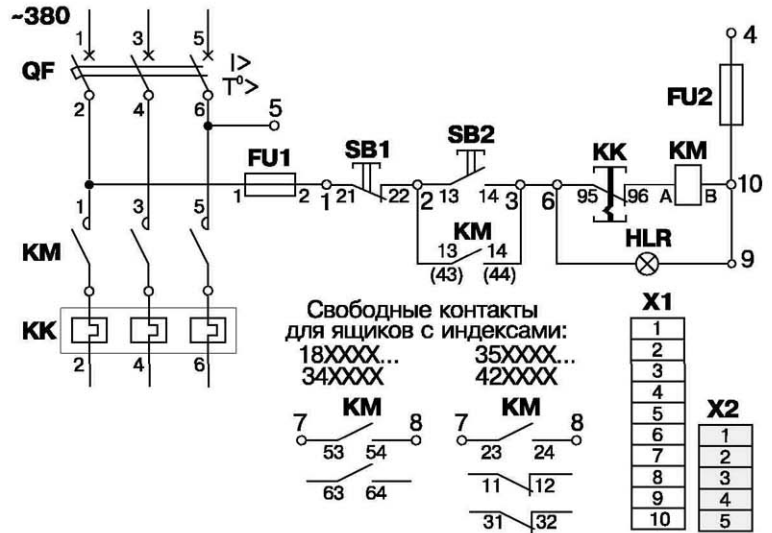 ~380
1 3 5
QF
I>
T⁰>
2 4 6
5
4
FU2
FU1
SB1
SB2
KK
KM
1 2 1 21 22 2 13 14 3 6 95 96 A B 10
1 3 5
KM
KM
13 14
(43) (44)
HLR
9
KK
2 4 6
Свободные контакты
для ящиков с индексами:
18XXXX... 35XXXX...
34XXXX 42XXXX
KM KM
7 8 7 8
53 54 23 24
63 64 11 12
31 32
X1
1
2
3
4
5
6
7
8
9
10
X2
1
2
3
4
5